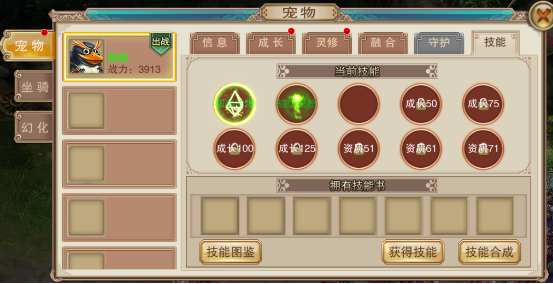 宠物
宠物
出战
战力：3913
坐骑
幻化
信息 成长 灵修 融合 守护 技能
当前技能
成长50 成长75
成长100 成长125 资质51 资质61 资质71
拥有技能书
技能图鉴 获得技能 技能合成